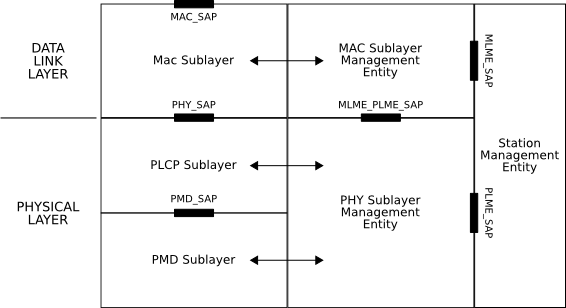 MAC_SAP
DATA
LINK
LAYER
Mac Sublayer
MAC Sublayer
Management
Entity
MLME_SAP
PHY_SAP
MLME_PLME_SAP
Station
Management
Entity
PLCP Sublayer
PMD_SAP
PHYSICAL
LAYER
PHY Sublayer
Management
Entity
PLME_SAP
PMD Sublayer